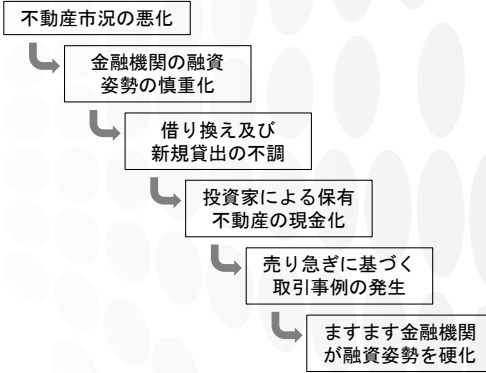 不動産市況の悪化
金融機関の融資
姿勢の慎重化
借り換え及び
新規貸出の不調
投資家による保有
不動産の現金化
売り急ぎに基づく
取引事例の発生
ますます金融機関
が融資姿勢を硬化